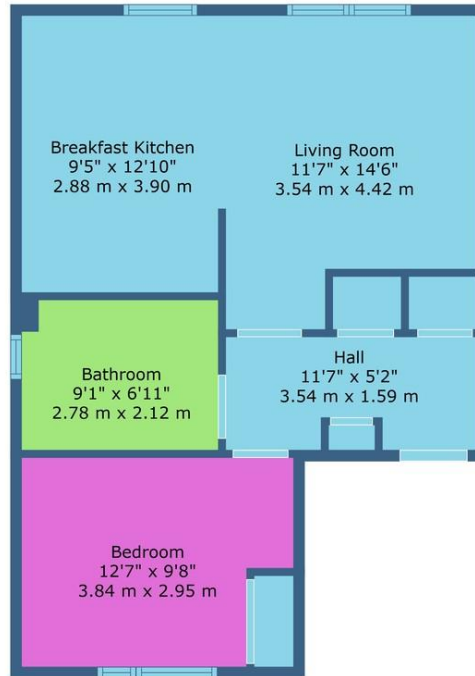 Breakfast Kitchen
9'5" x 12'10"
2.88 m x 3.90 m
Living Room
11'7" x 14'6"
3.54 m x 4.42 m
Bathroom
9'1" x 6'11"
2.78 m x 2.12 m
Hall
11'7" x 5'2"
3.54 m x 1.59 m
Bedroom
12'7" x 9'8"
3.84 m x 2.95 m